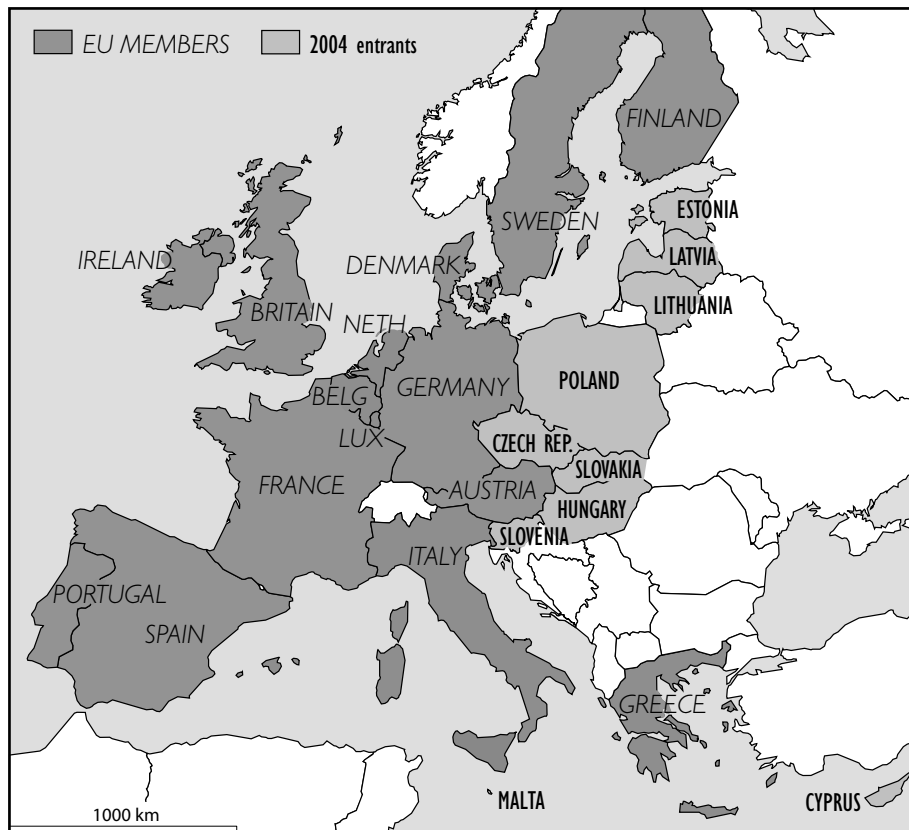 EU MEMBERS
2004 entrants
FINLAND
ESTONIA
SWEDEN
LATVIA
IRELAND
DENMARK
LITHUANIA
BRITAIN
NETH
POLAND
GERMANY
BELG
LUX
CZECH REP.
SLOVAKIA
FRANCE
AUSTRIA
HUNGARY
SLOVENIA
ITALY
PORTUGAL
SPAIN
GREECE
MALTA
CYPRUS
1000 km